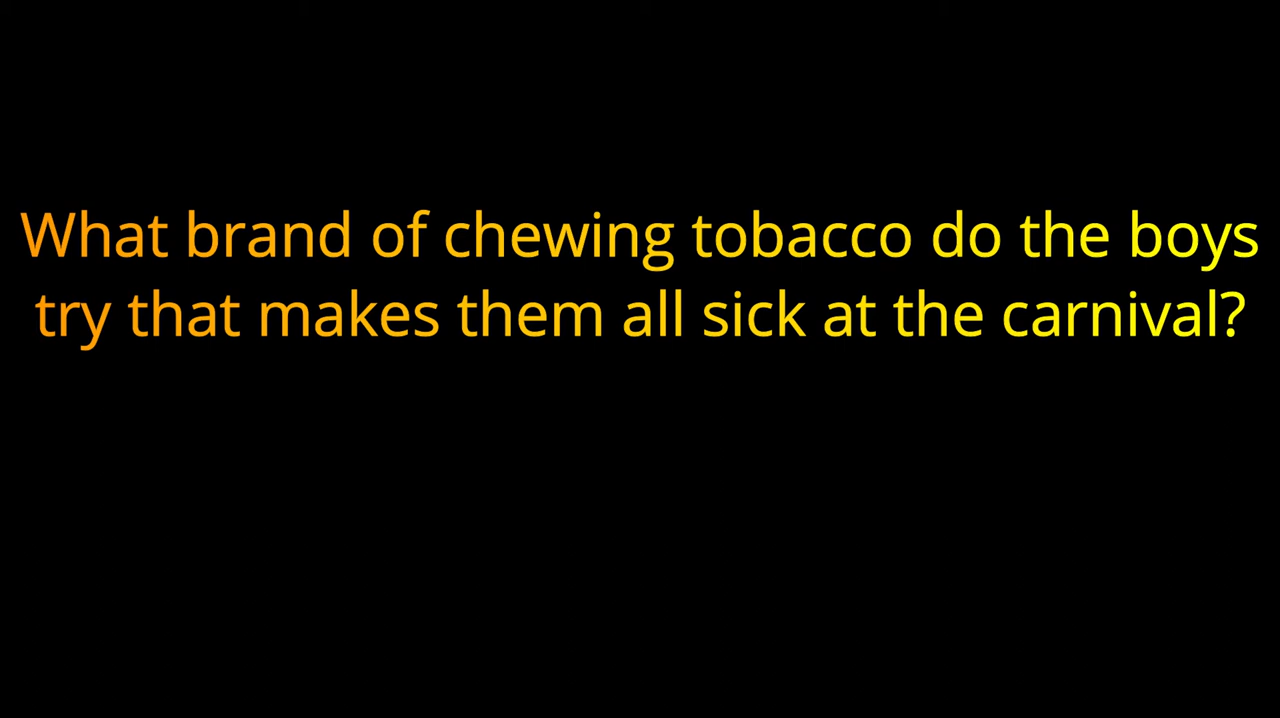 What brand of chewing tobacco do the boys
try that makes them all sick at the carnival?